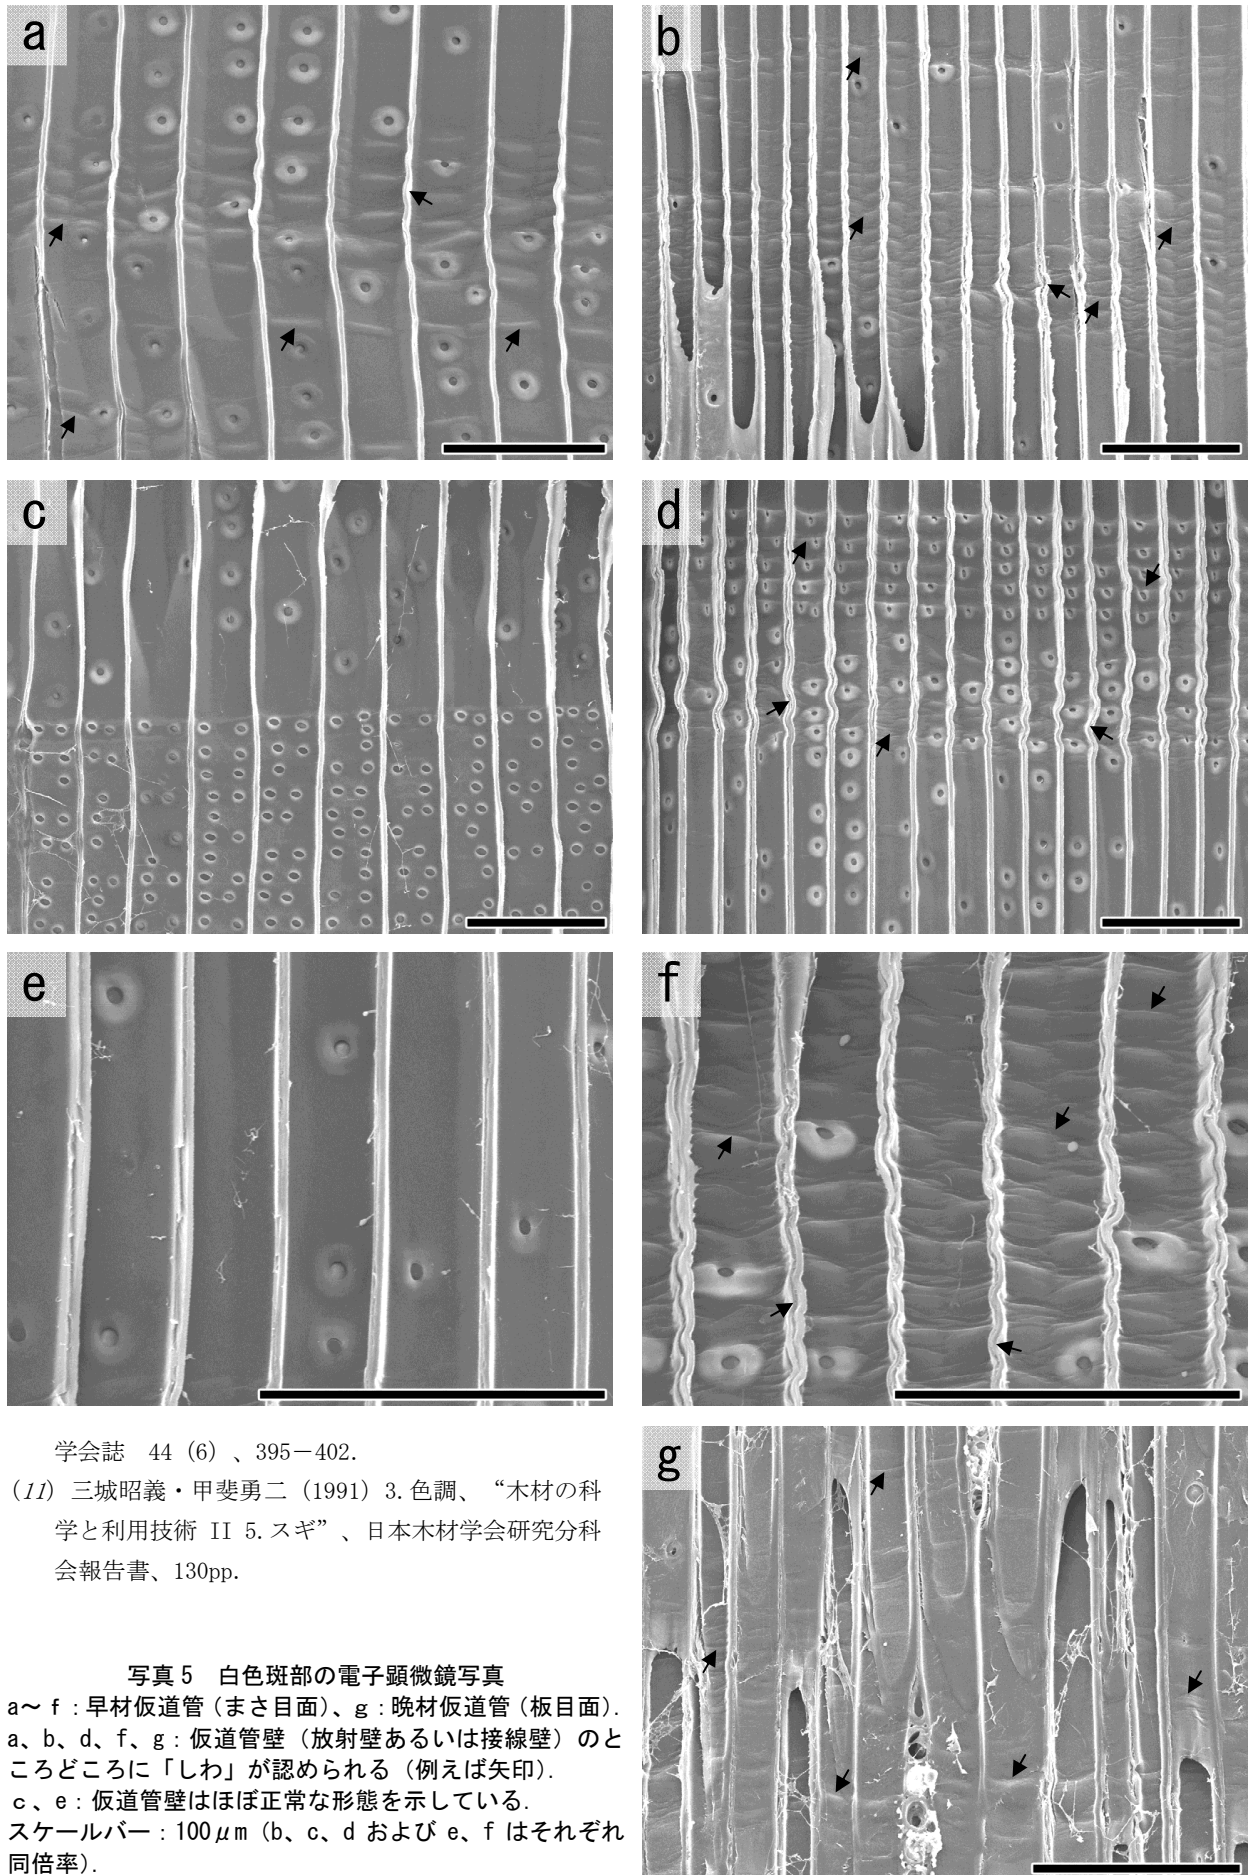 a
b
c
d
e
f
学会誌　44（6）、395－402.
(11) 三城昭義・甲斐勇二（1991）3.色調、“木材の科
学と利用技術 II 5.スギ”、日本木材学会研究分科
会報告書、130pp.
g
写真5　白色斑部の電子顕微鏡写真
a～f：早材仮道管（まさ目面）、g：晩材仮道管（板目面）.
a、b、d、f、g：仮道管壁（放射壁あるいは接線壁）のと
ころどころに「しわ」が認められる（例えば矢印）.
c、e：仮道管壁はほぼ正常な形態を示している.
スケールバー：100μm（b、c、d および e、f はそれぞれ
同倍率）.